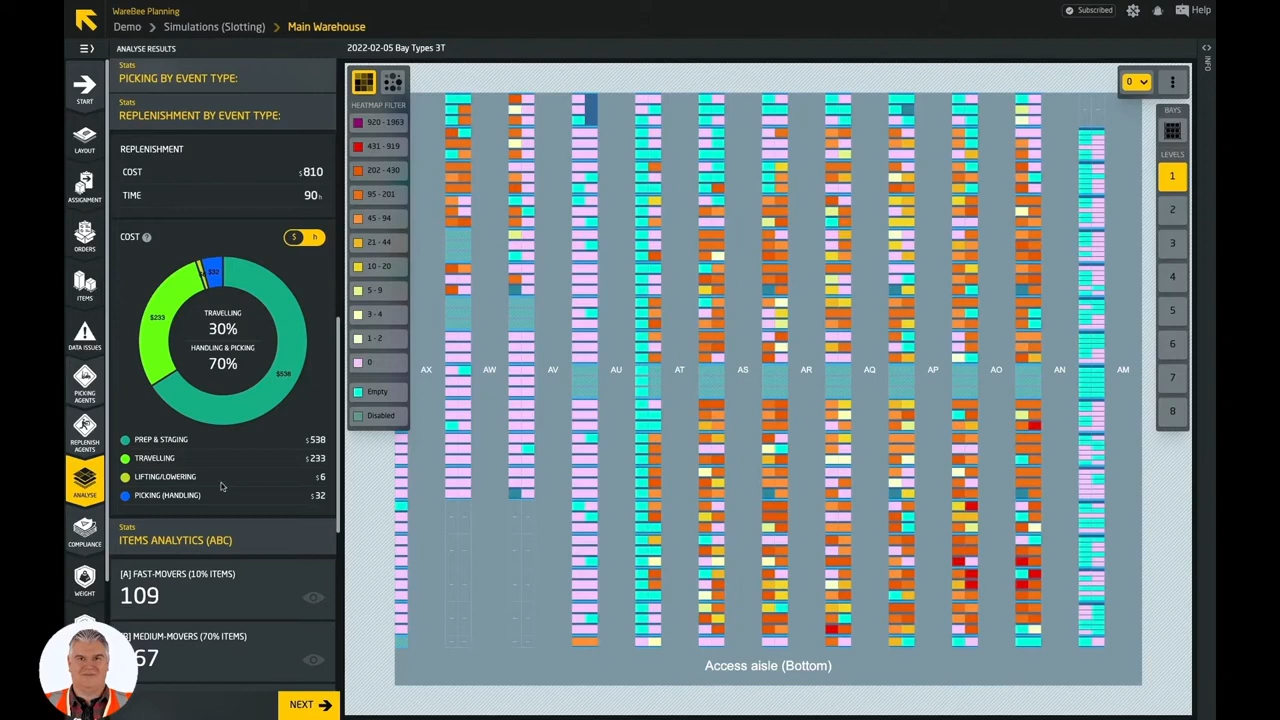 WareBee Planning
Demo > Simulations (Slotting) > Main Warehouse
Subscribed
Help
ANALYSE RESULTS
2022-02-05 Bay Types 3T
INFO
START
LAYOUT
ASSIGNMENT
ORDERS
ITEMS
DATA ISSUES
PICKING AGENTS
REPLENISH AGENTS
ANALYSE
COMPLIANCE
WEIGHT
Stats
PICKING BY EVENT TYPE:
Stats
REPLENISHMENT BY EVENT TYPE:
REPLENISHMENT
COST $810
TIME 90h
COST ?
$ h
$32
$233
$538
TRAVELLING
30%
HANDLING & PICKING
70%
PREP & STAGING $538
TRAVELLING $233
LIFTING/LOWERING $6
PICKING (HANDLING) $32
Stats
ITEMS ANALYTICS (ABC)
[A] FAST-MOVERS (10% ITEMS)
109
MEDIUM-MOVERS (70% ITEMS)
67
NEXT
HEATMAP FILTER
920 - 1963
431 - 919
202 - 430
95 - 201
45 - 94
21 - 44
10 - 20
5 - 9
3 - 4
1 - 2
0
Empty
Disabled
AX AW AV AU AT AS AR AQ AP AO AN AM
Access aisle (Bottom)
0
BAYS
LEVELS
1
2
3
4
5
6
7
8